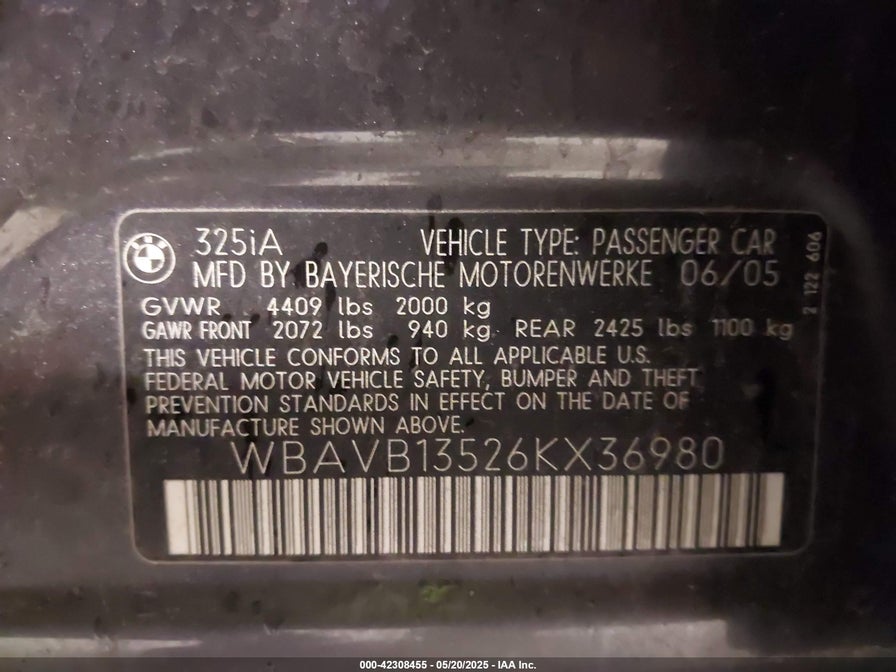 325iA VEHICLE TYPE: PASSENGER CAR
MFD BY BAYERISCHE MOTORENWERKE 06/05
GVWR 4409 lbs 2000 kg
GAWR FRONT 2072 lbs 940 kg REAR 2425 lbs 1100 kg
THIS VEHICLE CONFORMS TO ALL APPLICABLE U.S.
FEDERAL MOTOR VEHICLE SAFETY, BUMPER AND THEFT
PREVENTION STANDARDS IN EFFECT ON THE DATE OF
MANUFACTURE SHOWN ABOVE.
WBAVB13526KX36980
2 122 606
BMW
000-42308455 - 05/20/2025 - IAA Inc.